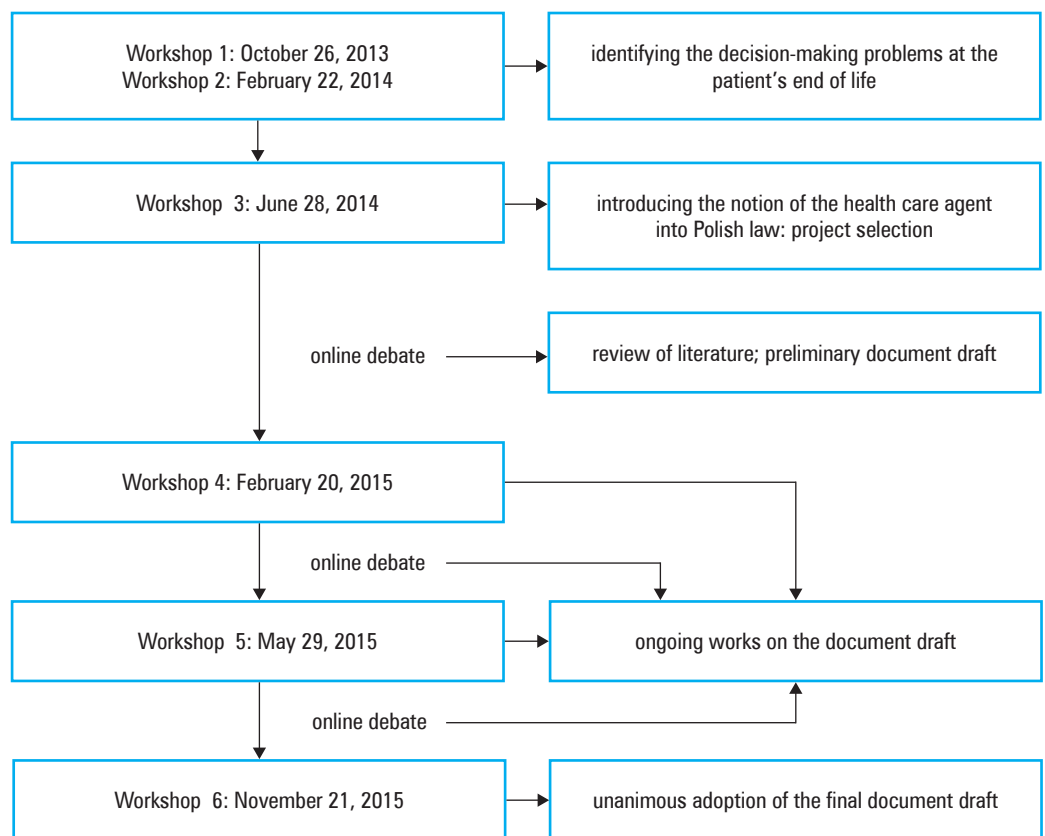 Workshop 1: October 26, 2013
Workshop 2: February 22, 2014
identifying the decision-making problems at the
patient's end of life
Workshop 3: June 28, 2014
introducing the notion of the health care agent
into Polish law: project selection
online debate
review of literature; preliminary document draft
Workshop 4: February 20, 2015
online debate
Workshop 5: May 29, 2015
ongoing works on the document draft
online debate
Workshop 6: November 21, 2015
unanimous adoption of the final document draft